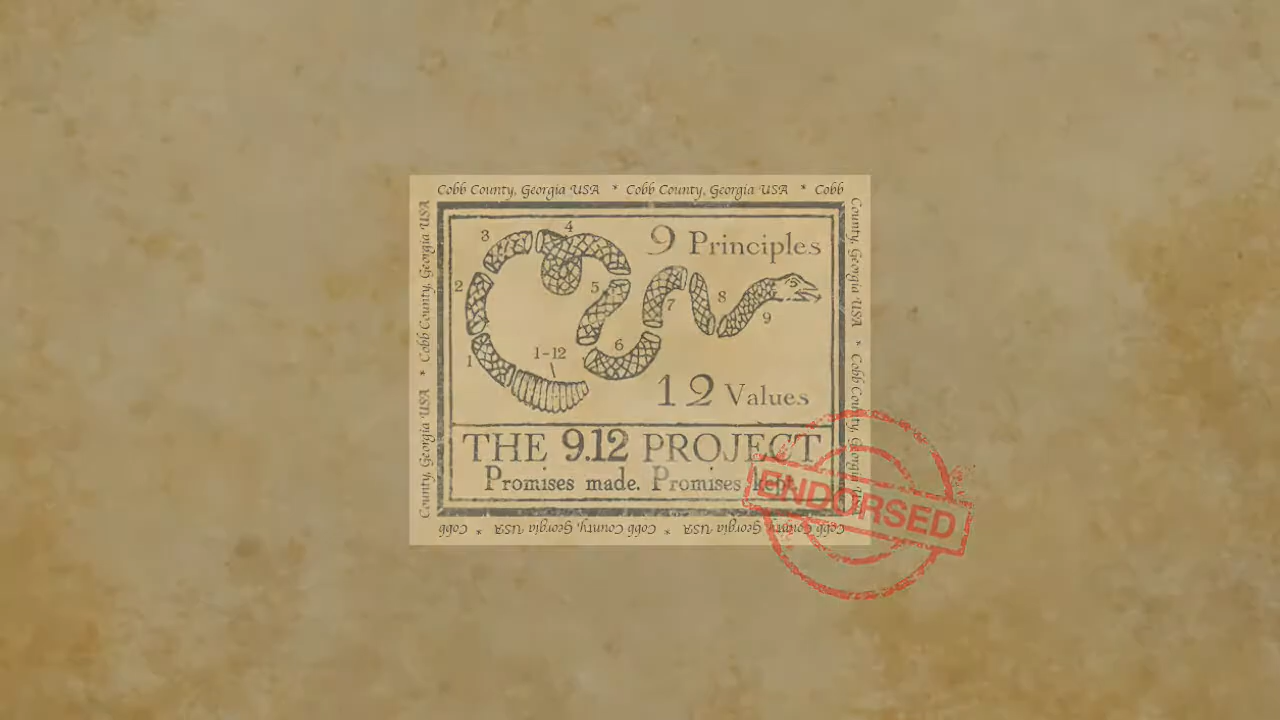 Cobb County, Georgia USA * Cobb County, Georgia USA * Cobb
County, Georgia USA * Cobb County, Georgia USA
County, Georgia USA * Cobb County, Georgia USA
9 Principles
4
3
2
5
8
7
9
6
1-12
1
12 Values
THE 9.12 PROJECT
Promises made. Promises kept.
ENDORSED
Cobb County, Georgia USA * Cobb County, Georgia USA * Cobb